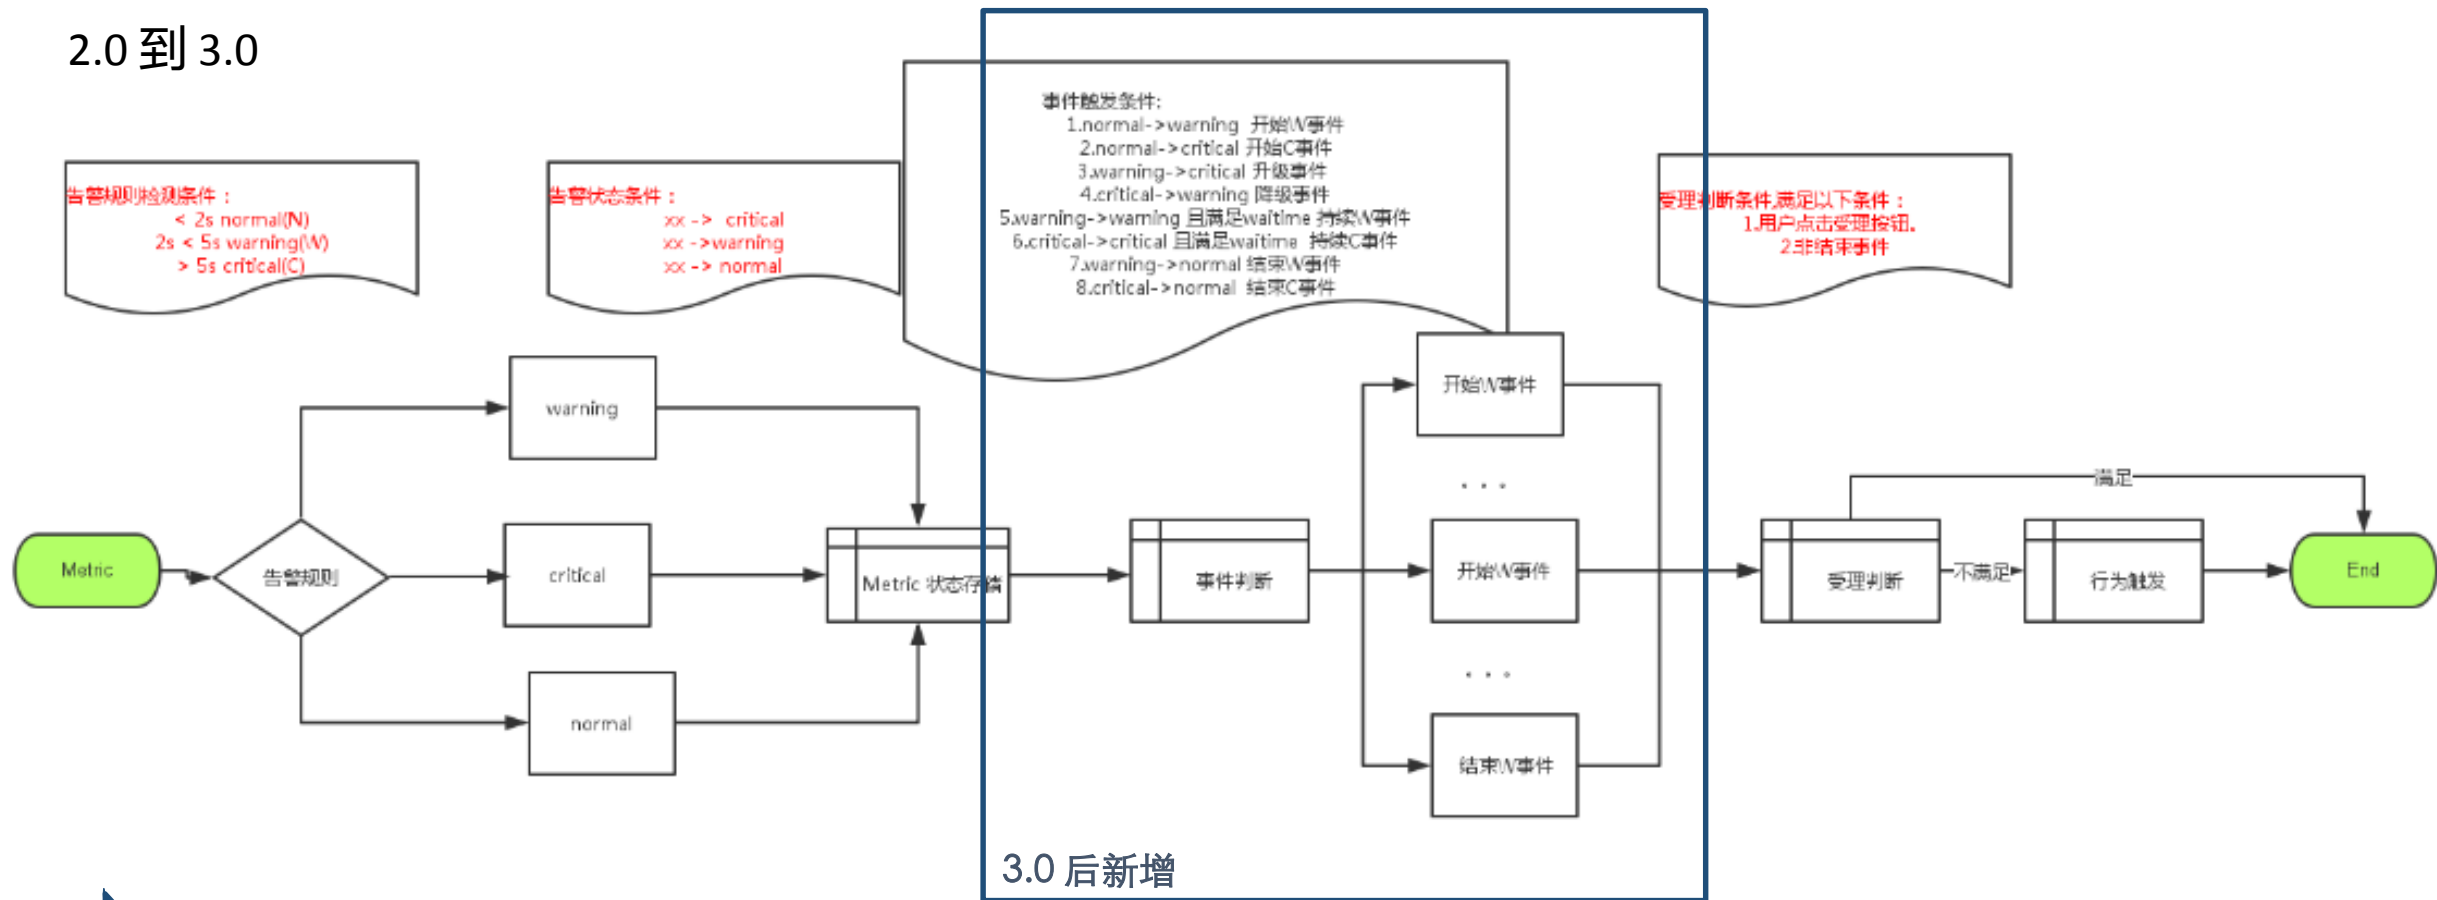 2.0 到 3.0
告警规则检测条件：
< 2s normal(N)
2s < 5s warning(W)
> 5s critical(C)
告警状态条件：
xx -> critical
xx ->warning
xx -> normal
事件触发条件:
1.normal->warning 开始W事件
2.normal->critical 开始C事件
3.warning->critical 升级事件
4.critical->warning 降级事件
5.warning->warning 且满足waitime 持续W事件
6.critical->critical 且满足waitime 持续C事件
7.warning->normal 结束W事件
8.critical->normal 结束C事件
受理判断条件,满足以下条件：
1.用户点击受理按钮。
2.非结束事件
Metric
告警规则
warning
critical
normal
Metric 状态存储
事件判断
开始W事件
。。。
开始W事件
。。。
结束W事件
受理判断
满足
不满足
行为触发
End
3.0 后新增